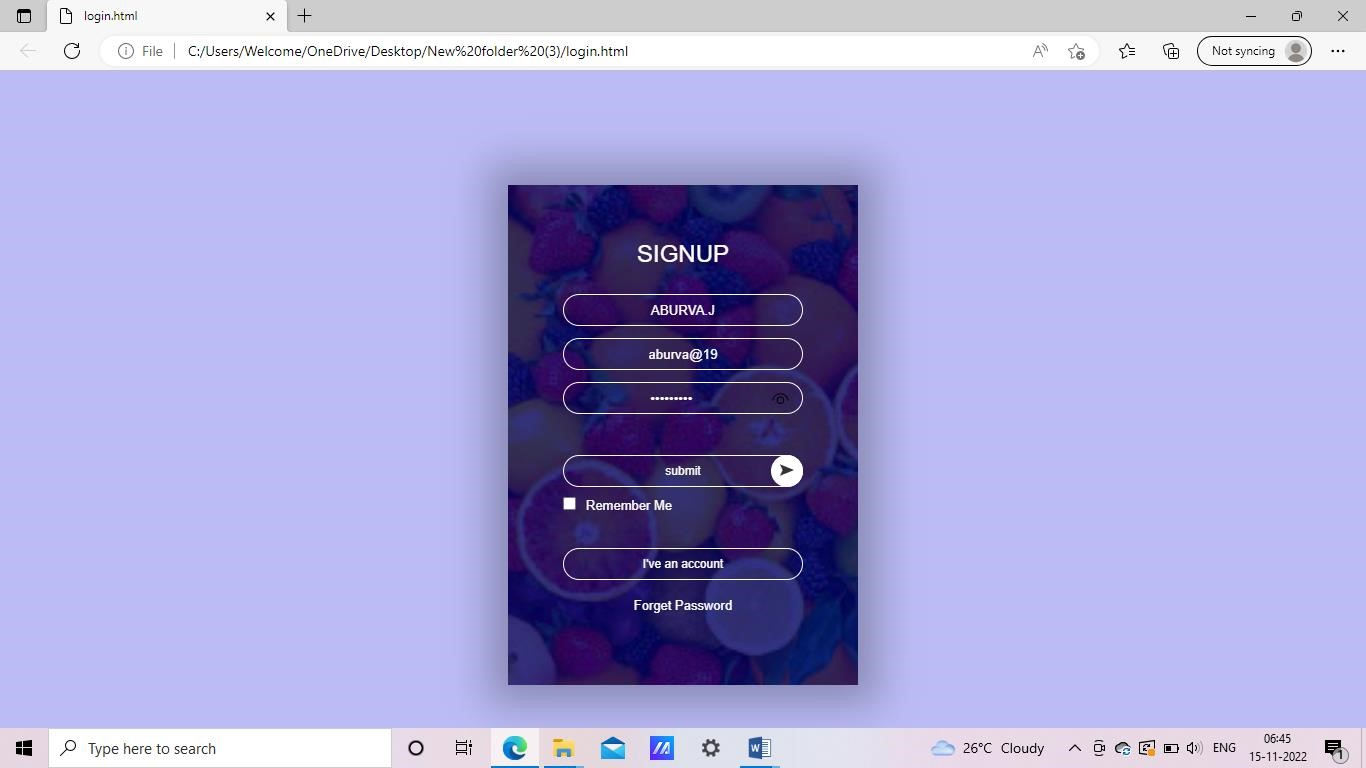 login.html
File
C:/Users/Welcome/OneDrive/Desktop/New%20folder%20(3)/login.html
Not syncing
SIGNUP
ABURVA.J
aburva@19
•••••••••
submit
Remember Me
I've an account
Forget Password
Type here to search
26°C Cloudy
ENG
06:45
15-11-2022
1